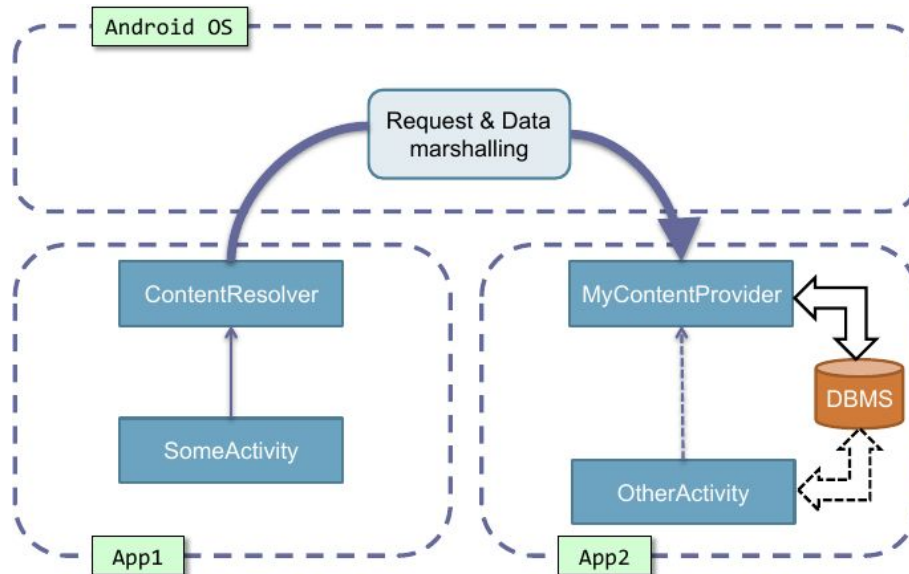 Android OS
Request & Data
marshalling
ContentResolver
MyContentProvider
DBMS
SomeActivity
OtherActivity
App1
App2